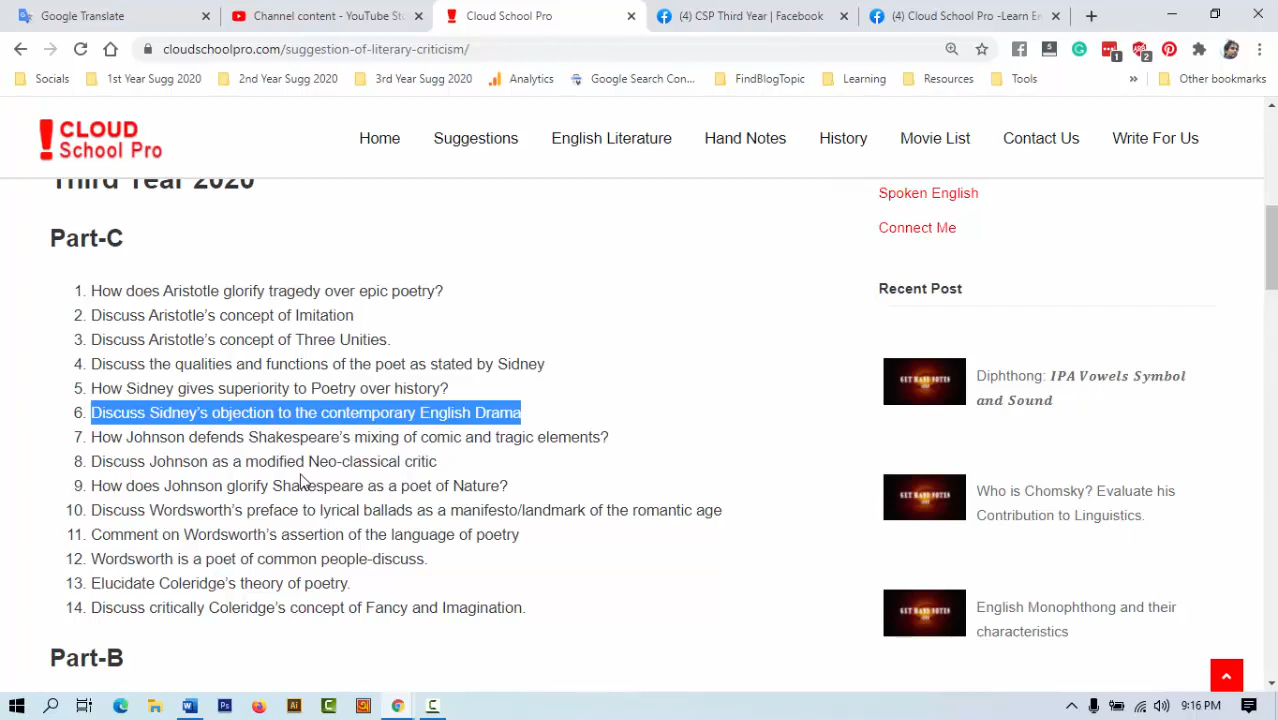 Google Translate
Channel content - YouTube St
Cloud School Pro
(4) CSP Third Year | Facebook
(4) Cloud School Pro -Learn En
cloudschoolpro.com/suggestion-of-literary-criticism/
Socials
1st Year Sugg 2020
2nd Year Sugg 2020
3rd Year Sugg 2020
Analytics
Google Search Con...
FindBlogTopic
Learning
Resources
Tools
»
Other bookmarks
CLOUD
School Pro
Home
Suggestions
English Literature
Hand Notes
History
Movie List
Contact Us
Write For Us
Third Year 2020
Part-C
1. How does Aristotle glorify tragedy over epic poetry?
2. Discuss Aristotle's concept of Imitation
3. Discuss Aristotle's concept of Three Unities.
4. Discuss the qualities and functions of the poet as stated by Sidney
5. How Sidney gives superiority to Poetry over history?
6. Discuss Sidney's objection to the contemporary English Drama
7. How Johnson defends Shakespeare's mixing of comic and tragic elements?
8. Discuss Johnson as a modified Neo-classical critic
9. How does Johnson glorify Shakespeare as a poet of Nature?
10. Discuss Wordsworth's preface to lyrical ballads as a manifesto/landmark of the romantic age
11. Comment on Wordsworth's assertion of the language of poetry
12. Wordsworth is a poet of common people-discuss.
13. Elucidate Coleridge's theory of poetry.
14. Discuss critically Coleridge's concept of Fancy and Imagination.
Part-B
Spoken English
Connect Me
Recent Post
GET HAND NOTES
Diphthong: IPA Vowels Symbol
and Sound
GET HAND NOTES
Who is Chomsky? Evaluate his
Contribution to Linguistics.
GET HAND NOTES
English Monophthong and their
characteristics
9:16 PM